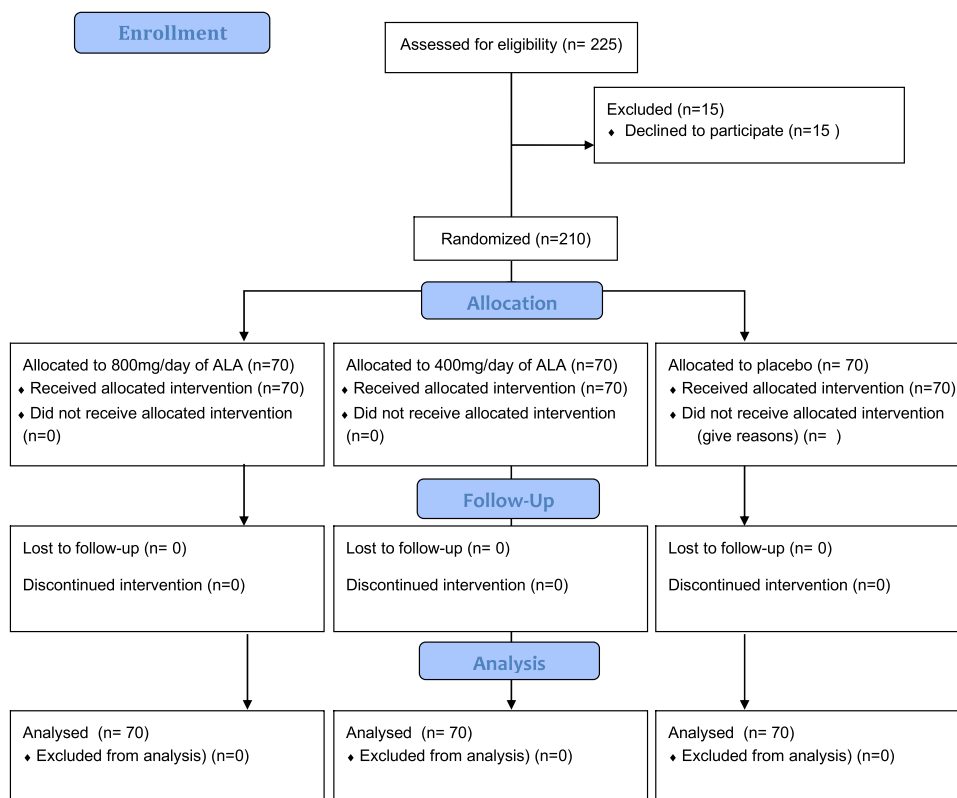 Enrollment
Assessed for eligibility (n= 225)
Excluded (n=15)
♦ Declined to participate (n=15 )
Randomized (n=210)
Allocation
Allocated to 800mg/day of ALA (n=70)
♦ Received allocated intervention (n=70)
♦ Did not receive allocated intervention
(n=0)
Allocated to 400mg/day of ALA (n=70)
♦ Received allocated intervention (n=70)
♦ Did not receive allocated intervention
(n=0)
Allocated to placebo (n= 70)
♦ Received allocated intervention (n=70)
♦ Did not receive allocated intervention
(give reasons) (n=  )
Follow-Up
Lost to follow-up (n= 0)
Discontinued intervention (n=0)
Lost to follow-up (n= 0)
Discontinued intervention (n=0)
Lost to follow-up (n= 0)
Discontinued intervention (n=0)
Analysis
Analysed  (n= 70)
♦ Excluded from analysis) (n=0)
Analysed  (n= 70)
♦ Excluded from analysis) (n=0)
Analysed  (n= 70)
♦ Excluded from analysis) (n=0)